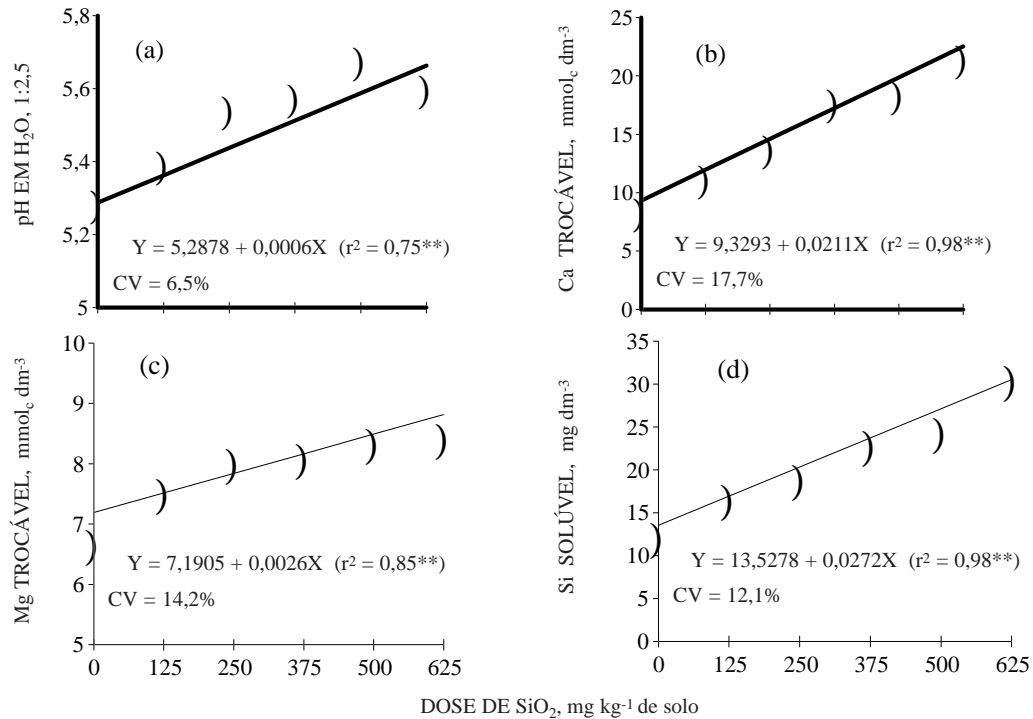 (a)
pH EM H₂O, 1:2,5
5,8
5,6
5,4
5,2
5
Y = 5,2878 + 0,0006X (r² = 0,75**)
CV = 6,5%
(b)
Ca TROCÁVEL, mmol꜀ dm⁻³
25
20
15
10
5
0
Y = 9,3293 + 0,0211X (r² = 0,98**)
CV = 17,7%
(c)
Mg TROCÁVEL, mmol꜀ dm⁻³
10
9
8
7
6
5
Y = 7,1905 + 0,0026X (r² = 0,85**)
CV = 14,2%
0 125 250 375 500 625
(d)
Si SOLÚVEL, mg dm⁻³
35
30
25
20
15
10
5
0
Y = 13,5278 + 0,0272X (r² = 0,98**)
CV = 12,1%
0 125 250 375 500 625
DOSE DE SiO₂, mg kg⁻¹ de solo